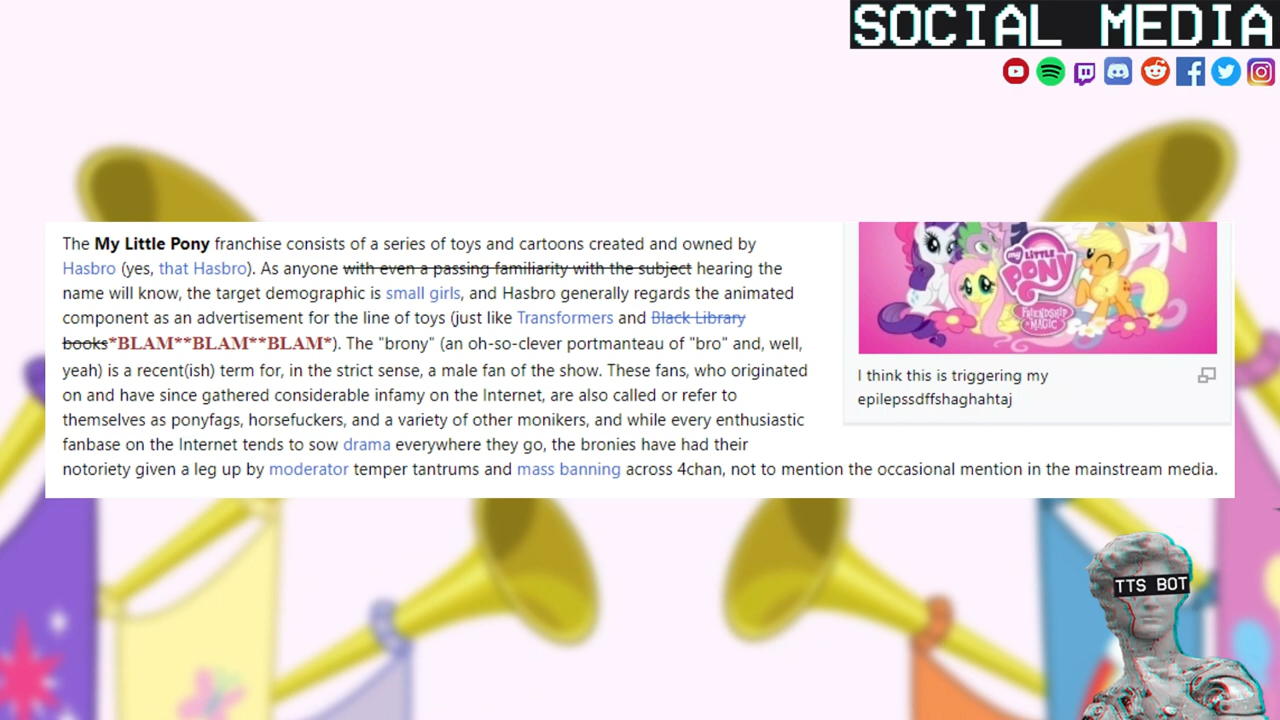 SOCIAL MEDIA
The My Little Pony franchise consists of a series of toys and cartoons created and owned by
Hasbro (yes, that Hasbro). As anyone with even a passing familiarity with the subject hearing the
name will know, the target demographic is small girls, and Hasbro generally regards the animated
component as an advertisement for the line of toys (just like Transformers and Black Library
books*BLAM**BLAM**BLAM*). The "brony" (an oh-so-clever portmanteau of "bro" and, well,
yeah) is a recent(ish) term for, in the strict sense, a male fan of the show. These fans, who originated
on and have since gathered considerable infamy on the Internet, are also called or refer to
themselves as ponyfags, horsefuckers, and a variety of other monikers, and while every enthusiastic
fanbase on the Internet tends to sow drama everywhere they go, the bronies have had their
notoriety given a leg up by moderator temper tantrums and mass banning across 4chan, not to mention the occasional mention in the mainstream media.
my LITTLE
PONY
FRIENDSHIP
is MAGIC
I think this is triggering my
epilepssdffshaghahtaj
TTS BOT